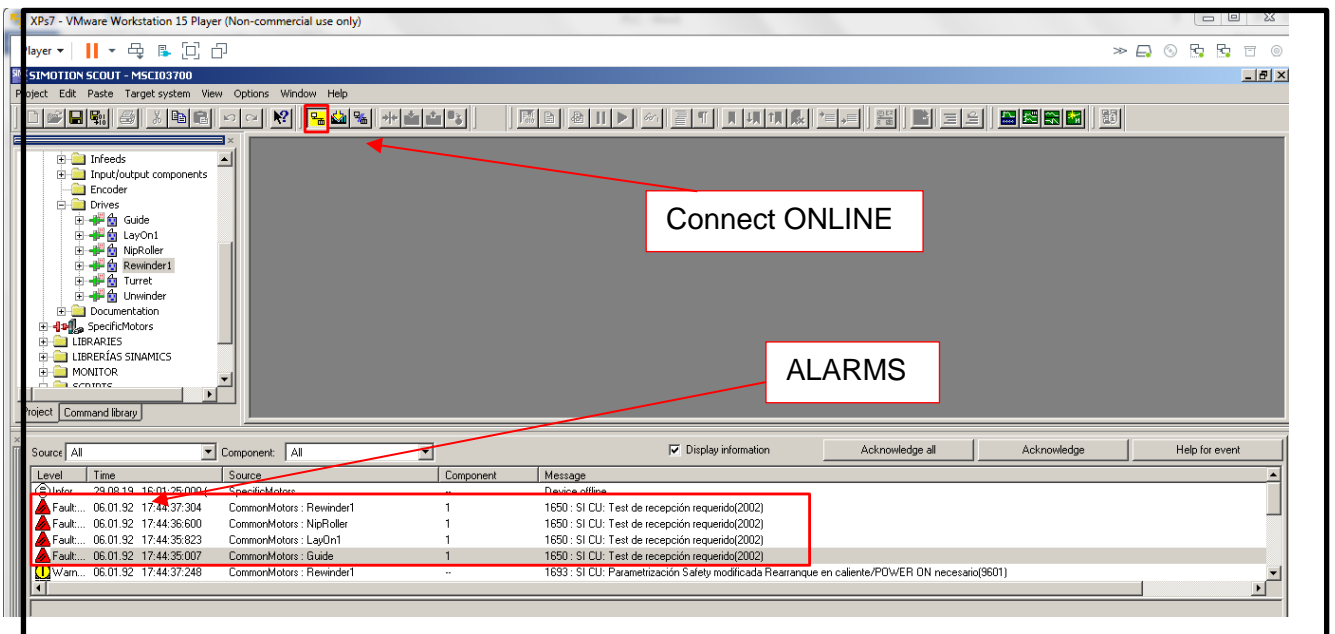 XPs7 - VMware Workstation 15 Player (Non-commercial use only)
Player
SIMOTION SCOUT - MSCI03700
Project Edit Paste Target system View Options Window Help
Infeeds
Input/output components
Encoder
Drives
Guide
LayOn1
NipRoller
Rewinder1
Turret
Unwinder
Documentation
SpecificMotors
LIBRARIES
LIBRERÍAS SINAMICS
MONITOR
SCRIPTS
Project Command library
Connect ONLINE
ALARMS
Source All Component: All Display information Acknowledge all Acknowledge Help for event
Level Time Source Component Message
Infor... 29.08.19 16:01:25:009 ( SpecificMotors -- Device offline
Fault:... 06.01.92 17:44:37:304 CommonMotors : Rewinder1 1 1650 : SI CU: Test de recepción requerido(2002)
Fault:... 06.01.92 17:44:36:600 CommonMotors : NipRoller 1 1650 : SI CU: Test de recepción requerido(2002)
Fault:... 06.01.92 17:44:35:823 CommonMotors : LayOn1 1 1650 : SI CU: Test de recepción requerido(2002)
Fault:... 06.01.92 17:44:35:007 CommonMotors : Guide 1 1650 : SI CU: Test de recepción requerido(2002)
Warn... 06.01.92 17:44:37:248 CommonMotors : Rewinder1 -- 1693 : SI CU: Parametrización Safety modificada Rearranque en caliente/POWER ON necesario(9601)